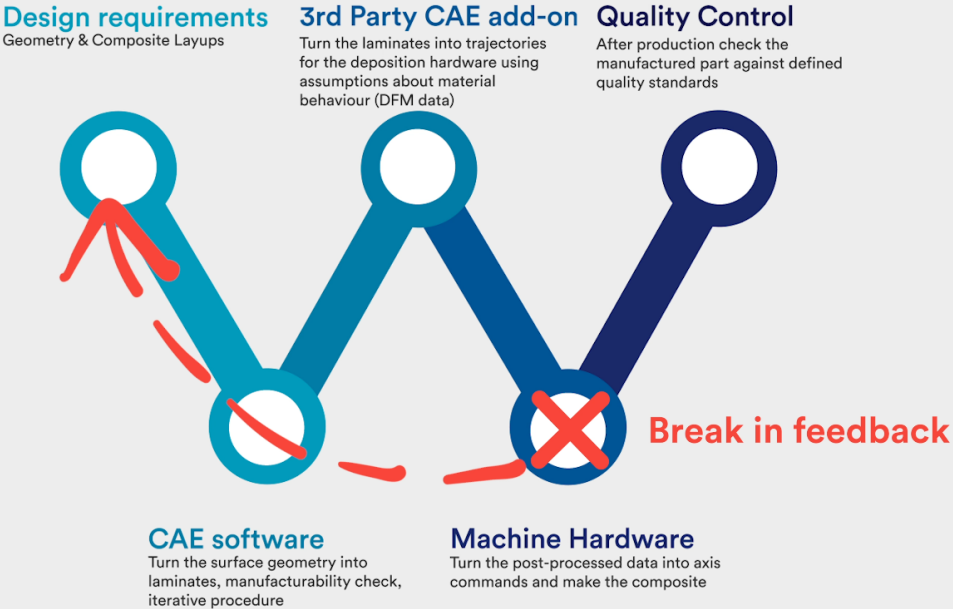 Design requirements
Geometry & Composite Layups
3rd Party CAE add-on
Turn the laminates into trajectories
for the deposition hardware using
assumptions about material
behaviour (DFM data)
Quality Control
After production check the
manufactured part against defined
quality standards
Break in feedback
CAE software
Turn the surface geometry into
laminates, manufacturability check,
iterative procedure
Machine Hardware
Turn the post-processed data into axis
commands and make the composite